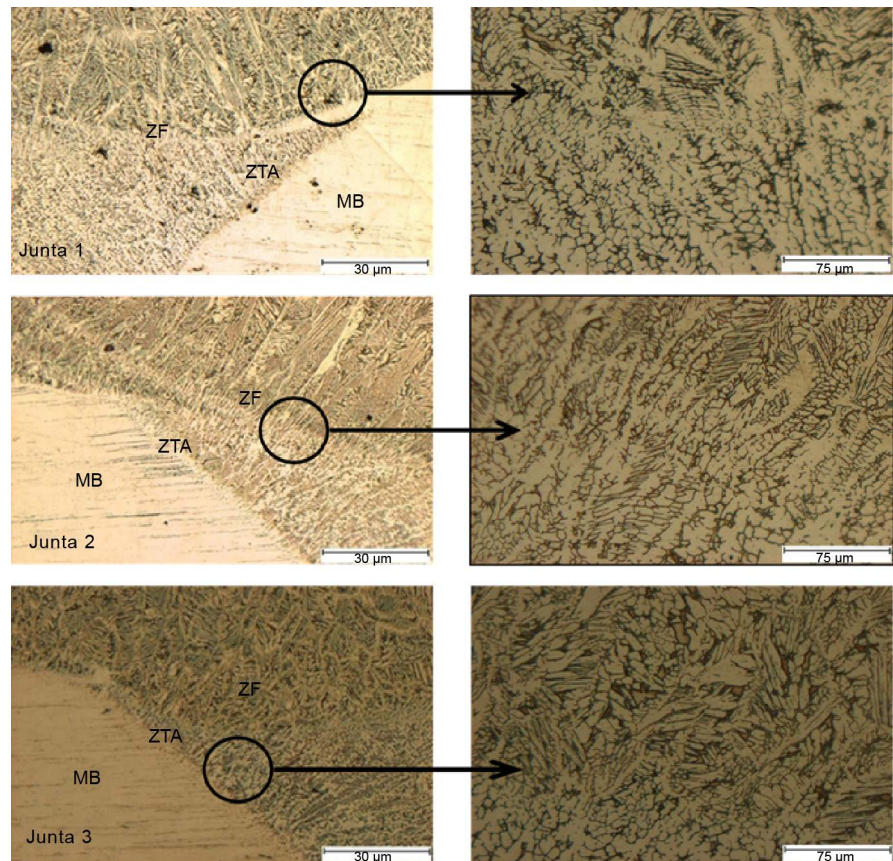 ZF
ZTA
MB
Junta 1
30 µm
75 µm
ZF
ZTA
MB
Junta 2
30 µm
75 µm
ZF
ZTA
MB
Junta 3
30 µm
75 µm